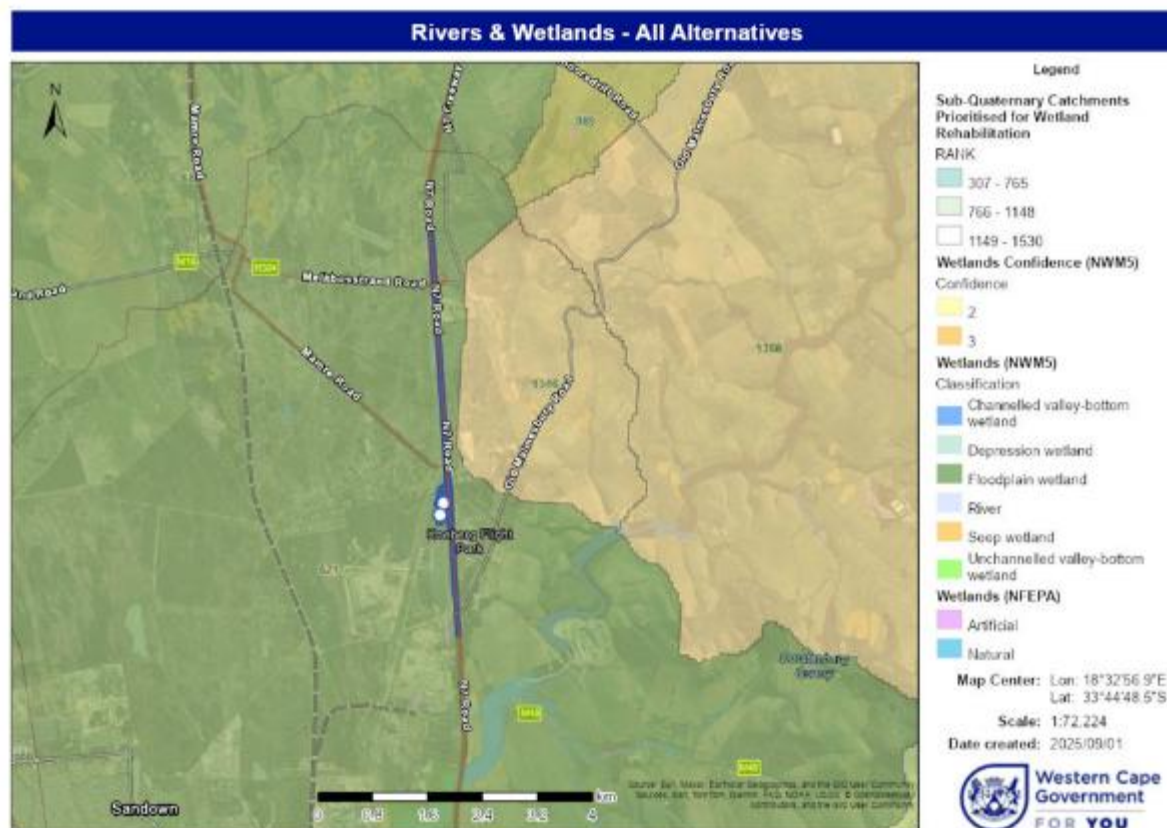 Rivers & Wetlands - All Alternatives
N
Mamre Road
N7 Road
Old Malmesbury Road
985
N7 Road
Melkbosstrand Road
Mamre Road
N7 Road
Old Malmesbury Road
Flight
Park
N7 Road
Sandown
km
0 0.8 1.6 2.4 3.2 4
Legend
Sub-Quaternary Catchments
Prioritised for Wetland
Rehabilitation
RANK
307 - 765
766 - 1148
1149 - 1530
Wetlands Confidence (NWM5)
Confidence
2
3
Wetlands (NWM5)
Classification
Channelled valley-bottom
wetland
Depression wetland
Floodplain wetland
River
Seep wetland
Unchannelled valley-bottom
wetland
Wetlands (NFEPA)
Artificial
Natural
Map Center: Lon: 18°32'56.9"E
Lat: 33°44'48.5"S
Scale: 1:72,224
Date created: 2025/09/01
Western Cape
Government
FOR YOU